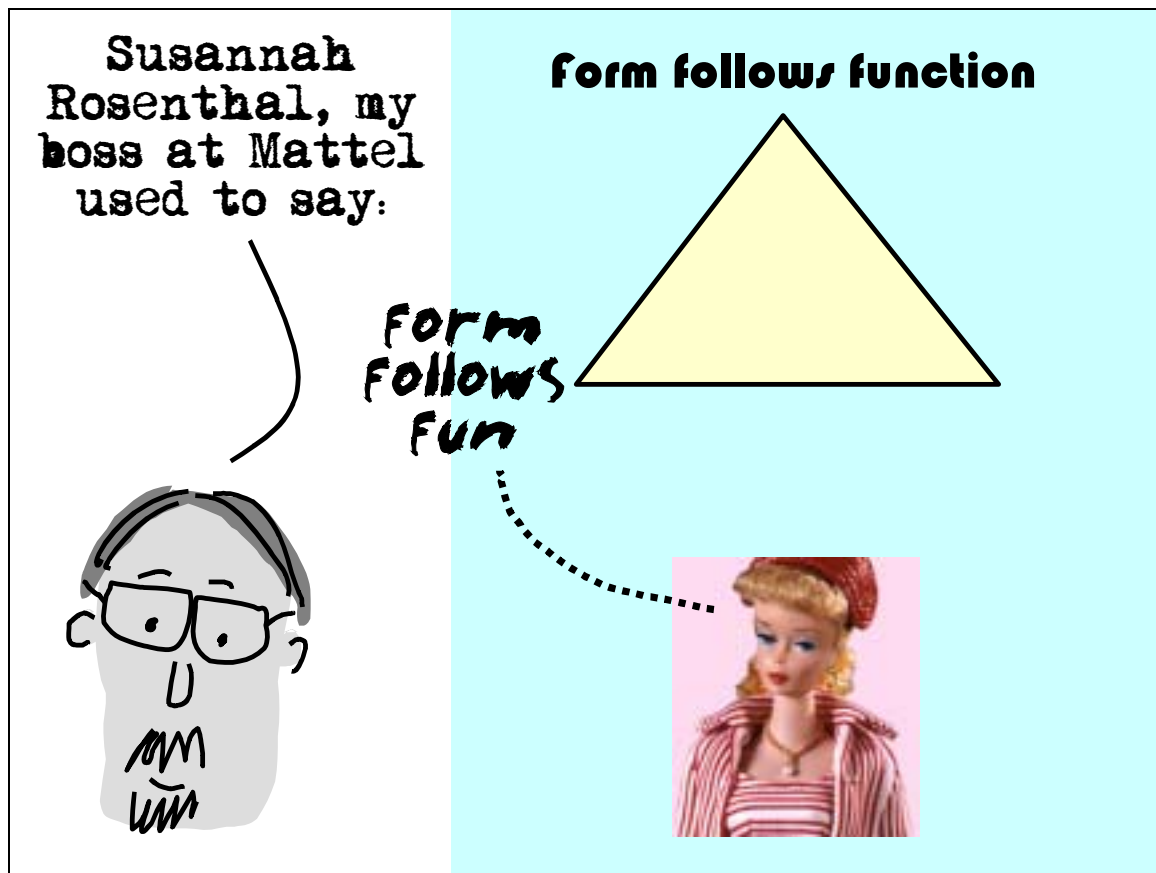 Susannah
Rosenthal, my
boss at Mattel
used to say:
Form follows function
Form
Follows
Fun